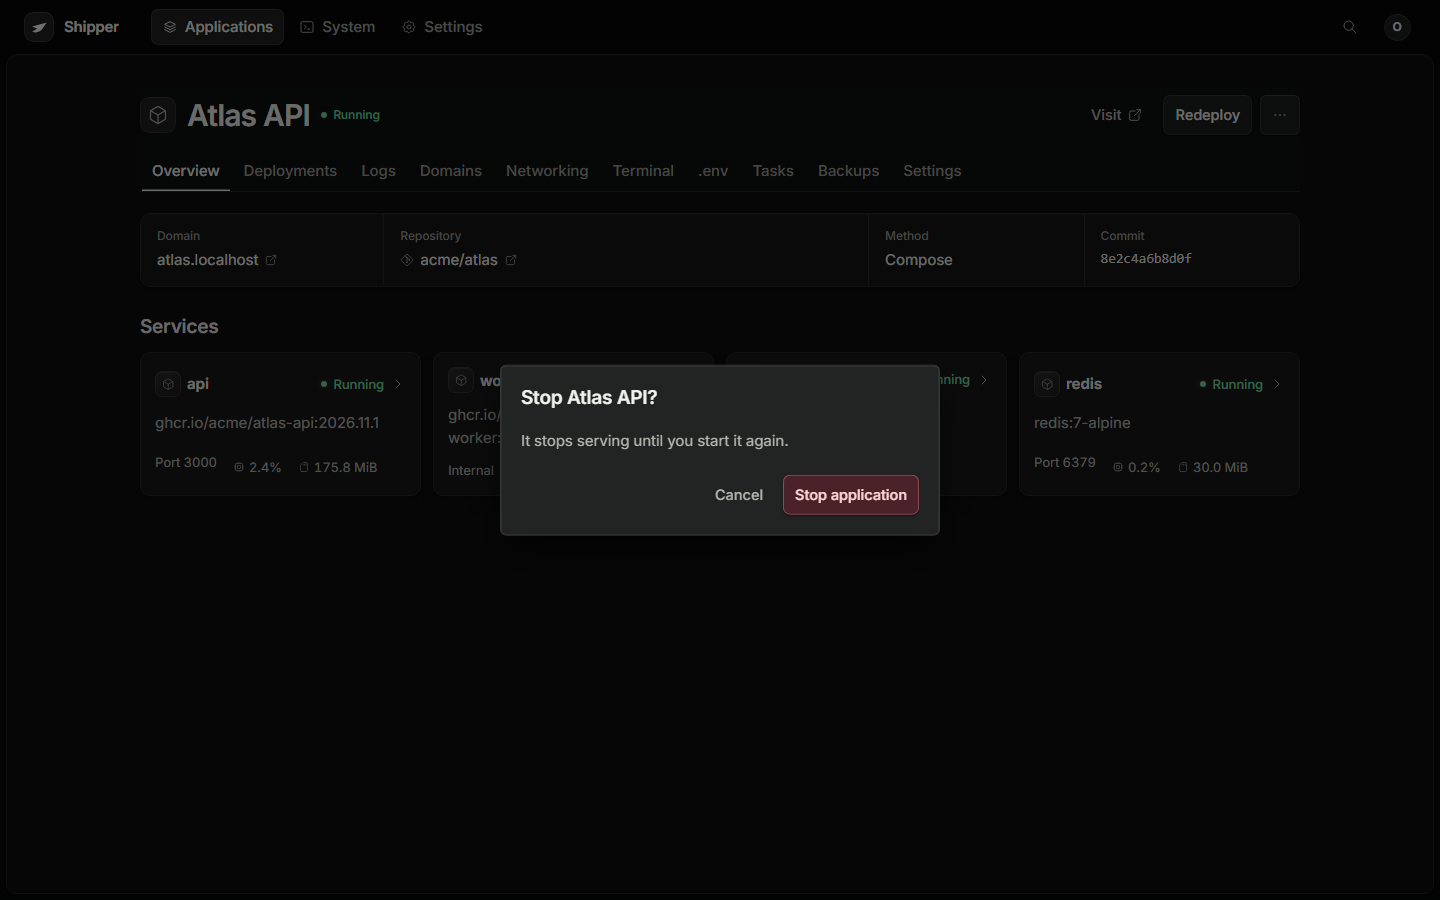 Shipper
Applications
System
Settings
O
Atlas API
Running
Visit
Redeploy
...
Overview
Deployments
Logs
Domains
Networking
Terminal
.env
Tasks
Backups
Settings
Domain
atlas.localhost
Repository
acme/atlas
Method
Compose
Commit
8e2c4a6b8d0f
Services
api
Running
ghcr.io/acme/atlas-api:2026.11.1
Port 3000
2.4%
175.8 MiB
ghcr.io/
worker:
Internal
redis
Running
redis:7-alpine
Port 6379
0.2%
30.0 MiB
Stop Atlas API?
It stops serving until you start it again.
Cancel
Stop application